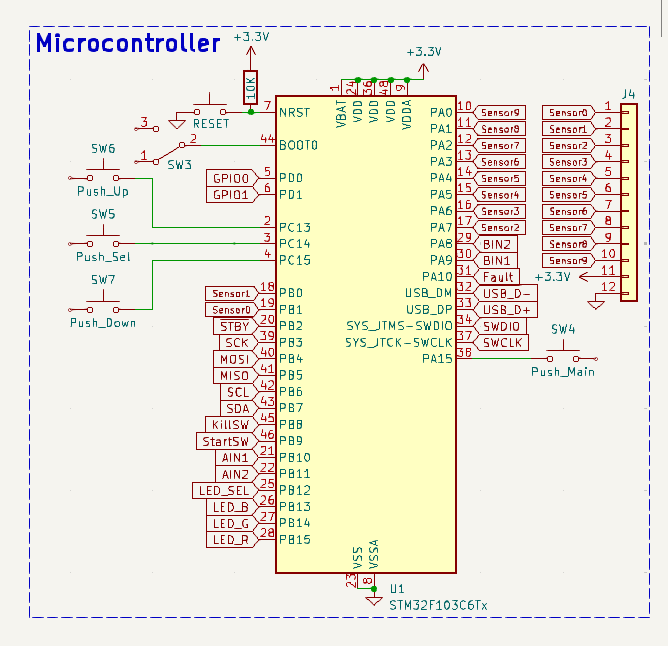 Microcontroller
+3.3V
+3.3V
10K
RESET
7 NRST
3
2
1
SW3
44 BOOT0
SW6
Push_Up
SW5
Push_Sel
SW7
Push_Down
GPIO0 5 PD0
GPIO1 6 PD1
2 PC13
3 PC14
4 PC15
Sensor1 18 PB0
Sensor0 19 PB1
STBY 20 PB2
SCK 39 PB3
MOSI 40 PB4
MISO 41 PB5
SCL 42 PB6
SDA 43 PB7
KillSW 45 PB8
StartSW 46 PB9
AIN1 21 PB10
AIN2 22 PB11
LED_SEL 25 PB12
LED_B 26 PB13
LED_G 27 PB14
LED_R 28 PB15
1 VBAT
24 VDD
36 VDD
48 VDD
9 VDDA
PA0 10 Sensor9
PA1 11 Sensor8
PA2 12 Sensor7
PA3 13 Sensor6
PA4 14 Sensor5
PA5 15 Sensor4
PA6 16 Sensor3
PA7 17 Sensor2
PA8 29 BIN2
PA9 30 BIN1
PA10 31 Fault
USB_DM 32 USB_D-
USB_DP 33 USB_D+
SYS_JTMS-SWDIO 34 SWDIO
SYS_JTCK-SWCLK 37 SWCLK
PA15 38
SW4
Push_Main
J4
Sensor0 1
Sensor1 2
Sensor2 3
Sensor3 4
Sensor4 5
Sensor5 6
Sensor6 7
Sensor7 8
Sensor8 9
Sensor9 10
+3.3V 11
12
VSS 23
VSSA 8
U1
STM32F103C6Tx